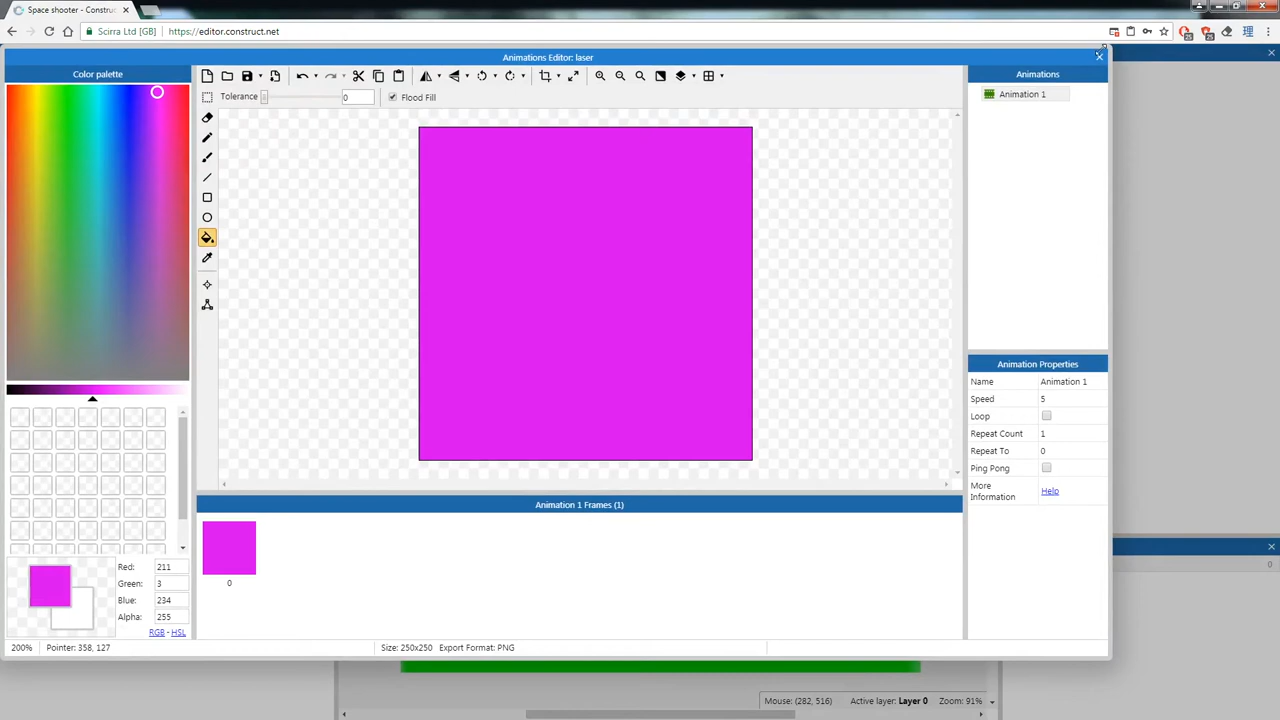 Space shooter - Construc
Scirra Ltd [GB]
https://editor.construct.net
Animations Editor: laser
Color palette
Tolerance
0
Flood Fill
Animations
Animation 1
Animation Properties
Name Animation 1
Speed 5
Loop
Repeat Count 1
Repeat To 0
Ping Pong
More
Information Help
Animation 1 Frames (1)
0
0
Red: 211
Green: 3
Blue: 234
Alpha: 255
RGB - HSL
200%
Pointer: 358, 127
Size: 250x250 Export Format: PNG
Mouse: (282, 516) Active layer: Layer 0 Zoom: 91%